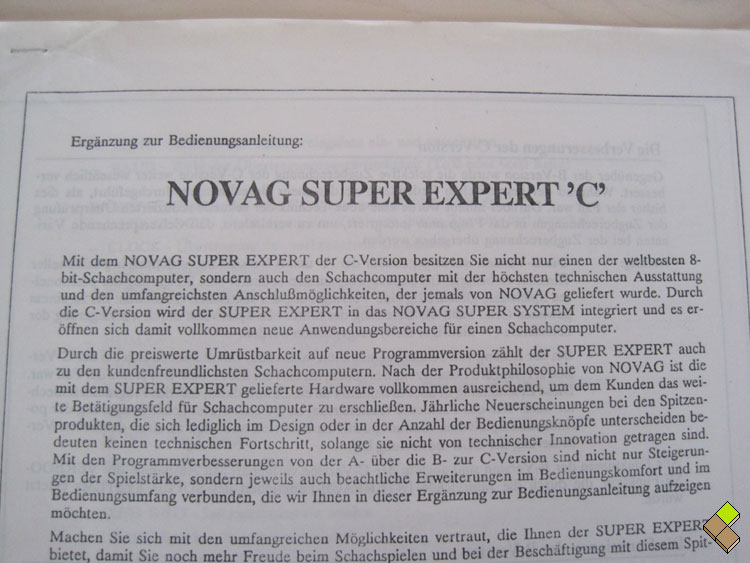 Ergänzung zur Bedienungsanleitung:
NOVAG SUPER EXPERT 'C'
Mit dem NOVAG SUPER EXPERT der C-Version besitzen Sie nicht nur einen der weltbesten 8-
bit-Schachcomputer, sondern auch den Schachcomputer mit der höchsten technischen Ausstattung
und den umfangreichsten Anschlußmöglichkeiten, der jemals von NOVAG geliefert wurde. Durch
die C-Version wird der SUPER EXPERT in das NOVAG SUPER SYSTEM integriert und es er-
öffnen sich damit vollkommen neue Anwendungsbereiche für einen Schachcomputer.
Durch die preiswerte Umrüstbarkeit auf neue Programmversion zählt der SUPER EXPERT auch
zu den kundenfreundlichsten Schachcomputern. Nach der Produktphilosophie von NOVAG ist die
mit dem SUPER EXPERT gelieferte Hardware vollkommen ausreichend, um dem Kunden das wei-
te Betätigungsfeld für Schachcomputer zu erschließen. Jährliche Neuerscheinungen bei den Spitzen-
produkten, die sich lediglich im Design oder in der Anzahl der Bedienungsknöpfe unterscheiden be-
deuten keinen technischen Fortschritt, solange sie nicht von technischer Innovation getragen sind.
Mit den Programmverbesserungen von der A- über die B- zur C-Version sind nicht nur Steigerun-
gen der Spielstärke, sondern jeweils auch beachtliche Erweiterungen im Bedienungskomfort und im
Bedienungsumfang verbunden, die wir Ihnen in dieser Ergänzung zur Bedienungsanleitung aufzeigen
möchten.
Machen Sie sich mit den umfangreichen Möglichkeiten vertraut, die Ihnen der SUPER EXPERT
bietet, damit Sie noch mehr Freude beim Schachspielen und bei der Beschäftigung mit diesem Spit-